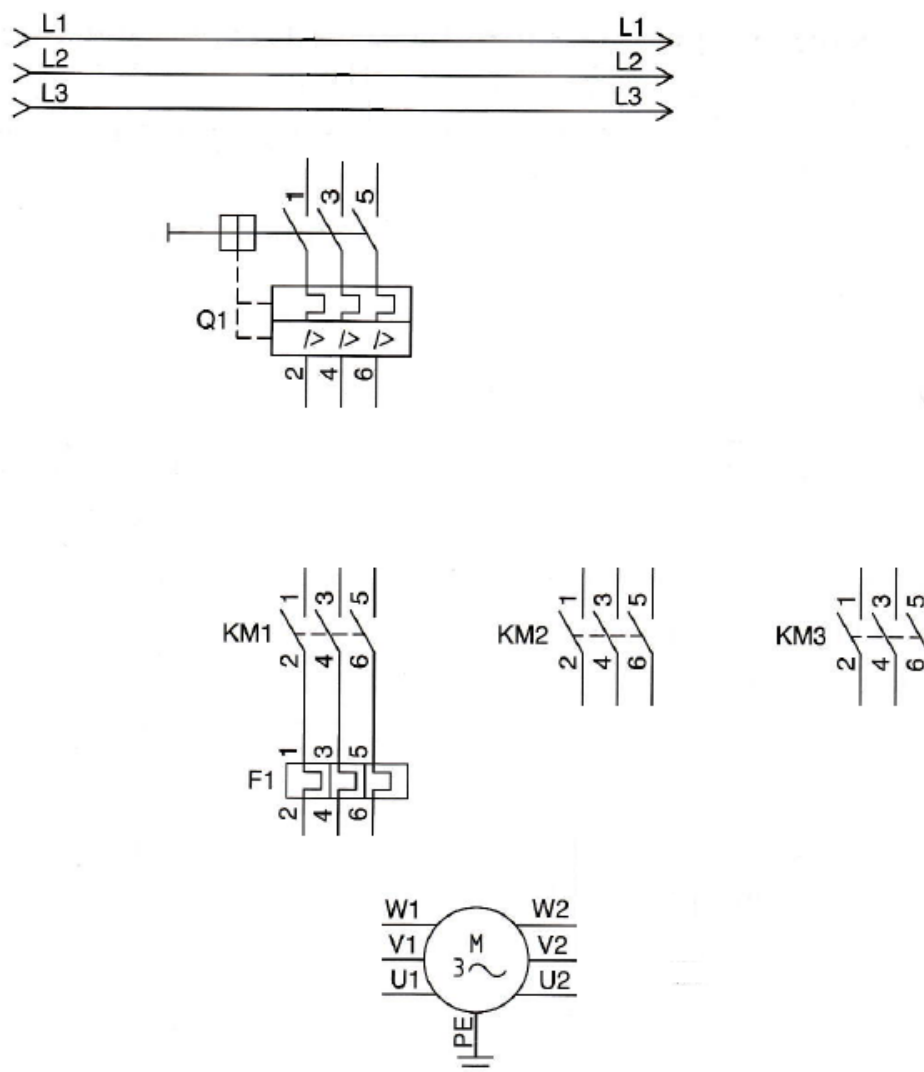 L1 L1
L2 L2
L3 L3
1 3 5
Q1
/> /> />
2 4 6
1 3 5 1 3 5 1 3 5
KM1 KM2 KM3
2 4 6 2 4 6 2 4 6
1 3 5
F1
2 4 6
W1 W2
M
V1 V2
3
U1 U2
PE